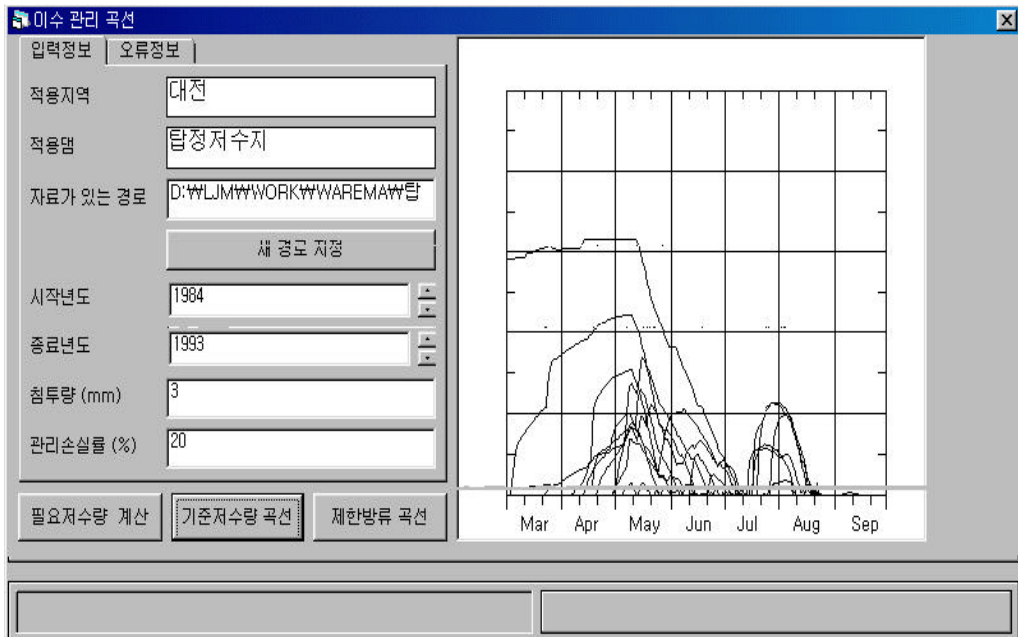 이수 관리 곡선
입력정보 오류정보
적용지역 대전
적용댐 탑정저수지
자료가 있는 경로 D:₩LJM₩WORK₩WAREMA₩탑
새 경로 지정
시작년도 1984
종료년도 1993
침투량 (mm) 3
관리손실률 (%) 20
필요저수량 계산 기준저수량 곡선 제한방류 곡선
Mar Apr May Jun Jul Aug Sep